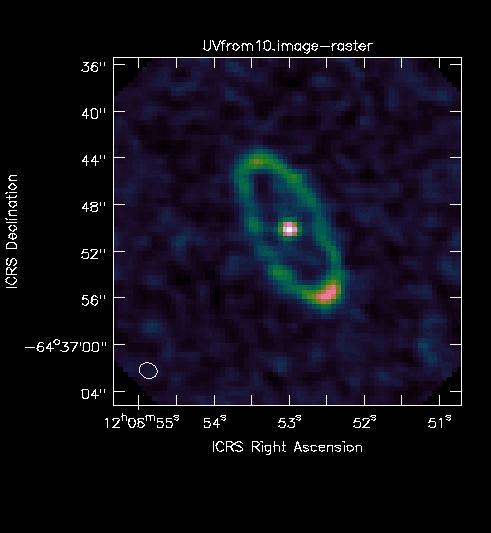 UVfrom10.image-raster
36"
40"
44"
48"
52"
56"
-64°37'00"
04"
ICRS Declination
12ʰ06ᵐ55ˢ 54ˢ 53ˢ 52ˢ 51ˢ
ICRS Right Ascension